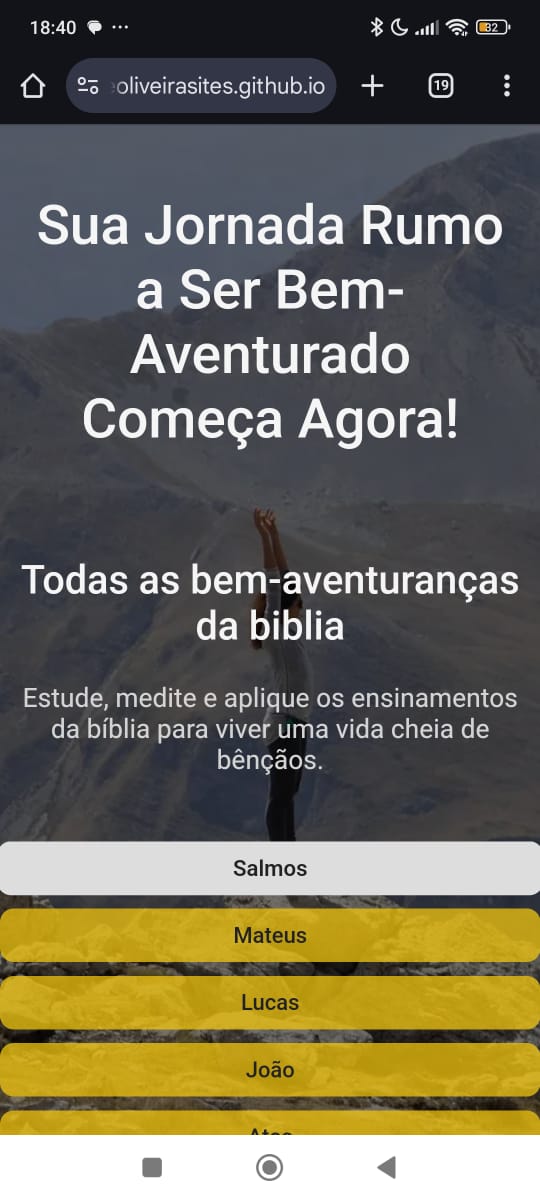 18:40
82
oliveirasites.github.io
19
Sua Jornada Rumo
a Ser Bem-
Aventurado
Começa Agora!
Todas as bem-aventuranças
da biblia
Estude, medite e aplique os ensinamentos
da bíblia para viver uma vida cheia de
bênçãos.
Salmos
Mateus
Lucas
João